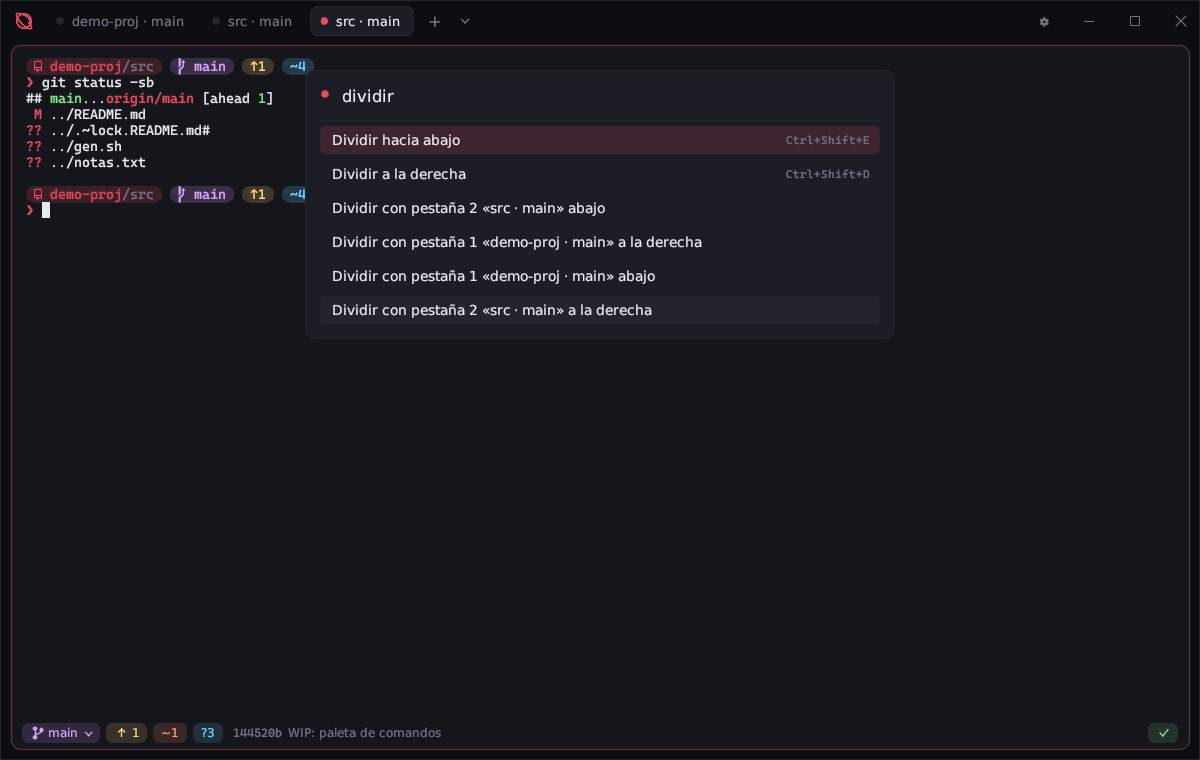 demo-proj · main
src · main
src · main
demo-proj/src main ↑1 ~4
❯ git status -sb
## main...origin/main [ahead 1]
 M ../README.md
?? ../.~lock.README.md#
?? ../gen.sh
?? ../notas.txt
demo-proj/src main ↑1 ~4
❯
dividir
Dividir hacia abajo Ctrl+Shift+E
Dividir a la derecha Ctrl+Shift+D
Dividir con pestaña 2 «src · main» abajo
Dividir con pestaña 1 «demo-proj · main» a la derecha
Dividir con pestaña 1 «demo-proj · main» abajo
Dividir con pestaña 2 «src · main» a la derecha
main ↑ 1 ~1 ?3 144520b WIP: paleta de comandos ✓